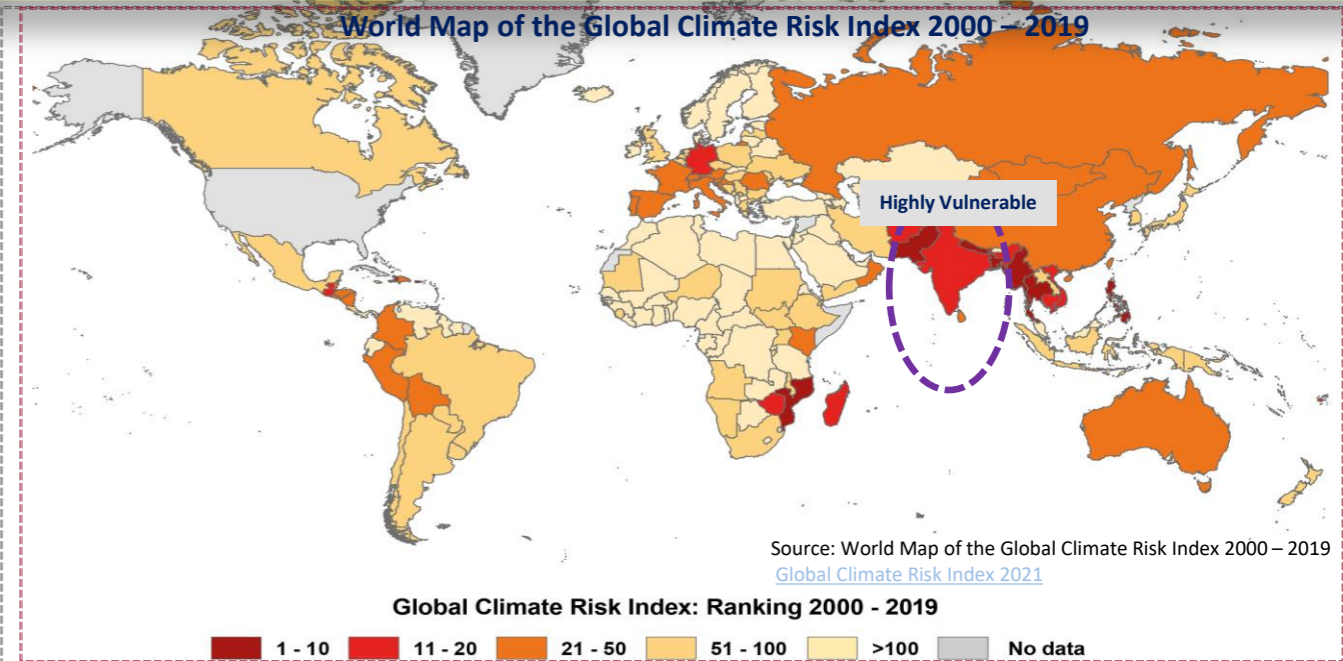 World Map of the Global Climate Risk Index 2000 – 2019
Highly Vulnerable
Source: World Map of the Global Climate Risk Index 2000 – 2019
Global Climate Risk Index 2021
Global Climate Risk Index: Ranking 2000 - 2019
1 - 10 11 - 20 21 - 50 51 - 100 >100 No data